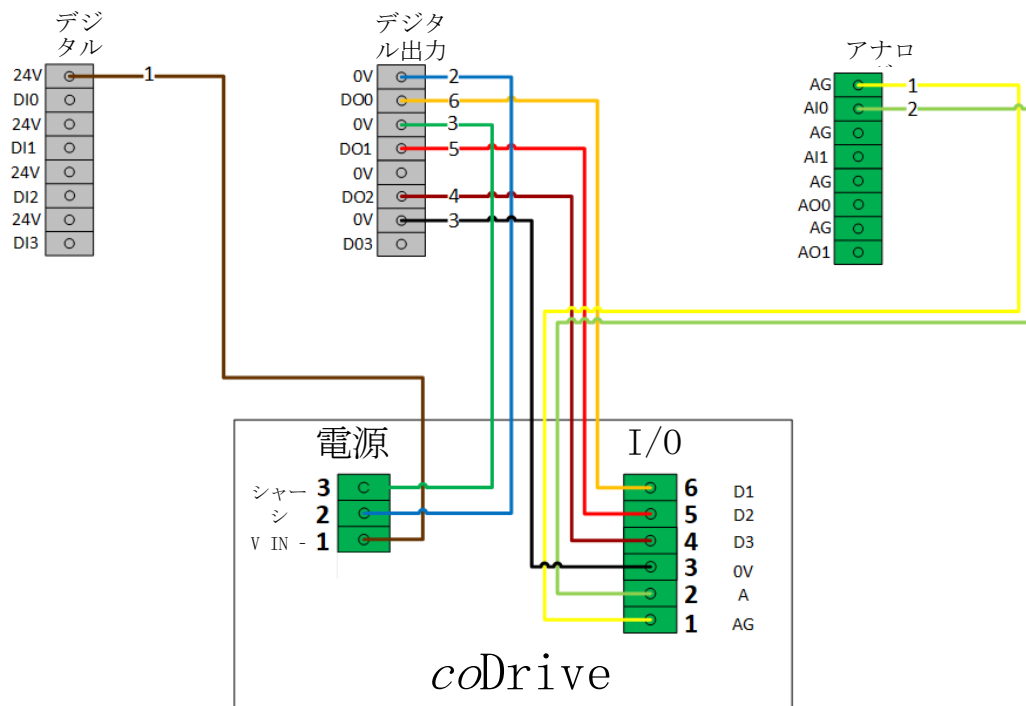 デジ
タル
24V
1
DI0
24V
DI1
24V
DI2
24V
DI3
デジタ
ル出力
0V
2
DO0
6
0V
3
DO1
5
0V
DO2
4
0V
3
D03
アナロ
AG
1
AI0
2
AG
AI1
AG
AO0
AG
AO1
電源
シャー
シ
3
2
V IN -
1
I/O
6
D1
5
D2
4
D3
3
0V
2
A
1
AG
coDrive